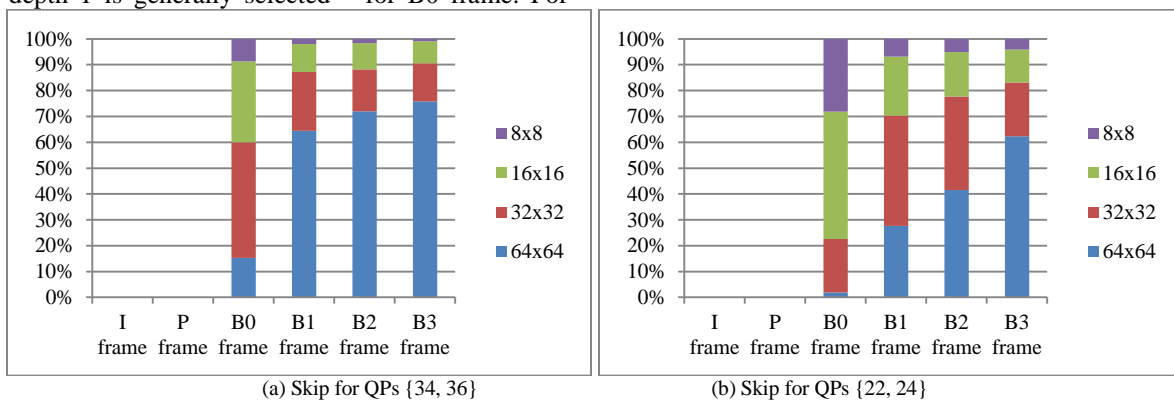 depth 1 is generally selected for B0 frame. For
100%
90%
80%
70%
60%
50%
40%
30%
20%
10%
0%
I frame
P frame
B0 frame
B1 frame
B2 frame
B3 frame
8x8
16x16
32x32
64x64
(a) Skip for QPs {34, 36}
100%
90%
80%
70%
60%
50%
40%
30%
20%
10%
0%
I frame
P frame
B0 frame
B1 frame
B2 frame
B3 frame
8x8
16x16
32x32
64x64
(b) Skip for QPs {22, 24}